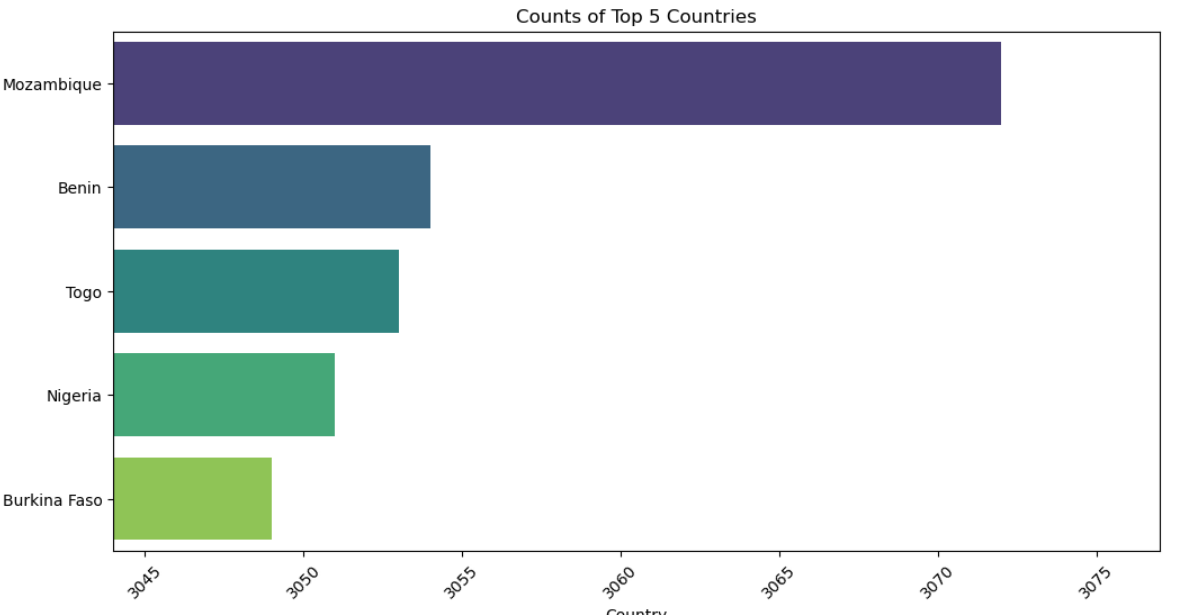 Counts of Top 5 Countries
Mozambique
Benin
Togo
Nigeria
Burkina Faso
3045 3050 3055 3060 3065 3070 3075
Country